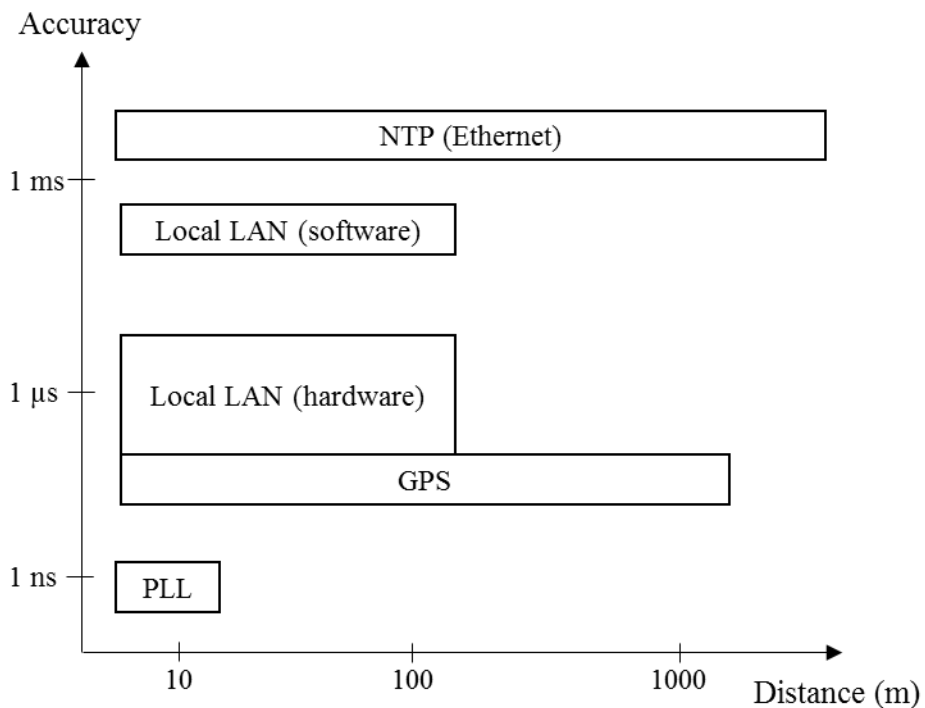 Accuracy
NTP (Ethernet)
1 ms
Local LAN (software)
1 μs
Local LAN (hardware)
GPS
1 ns
PLL
10
100
1000
Distance (m)